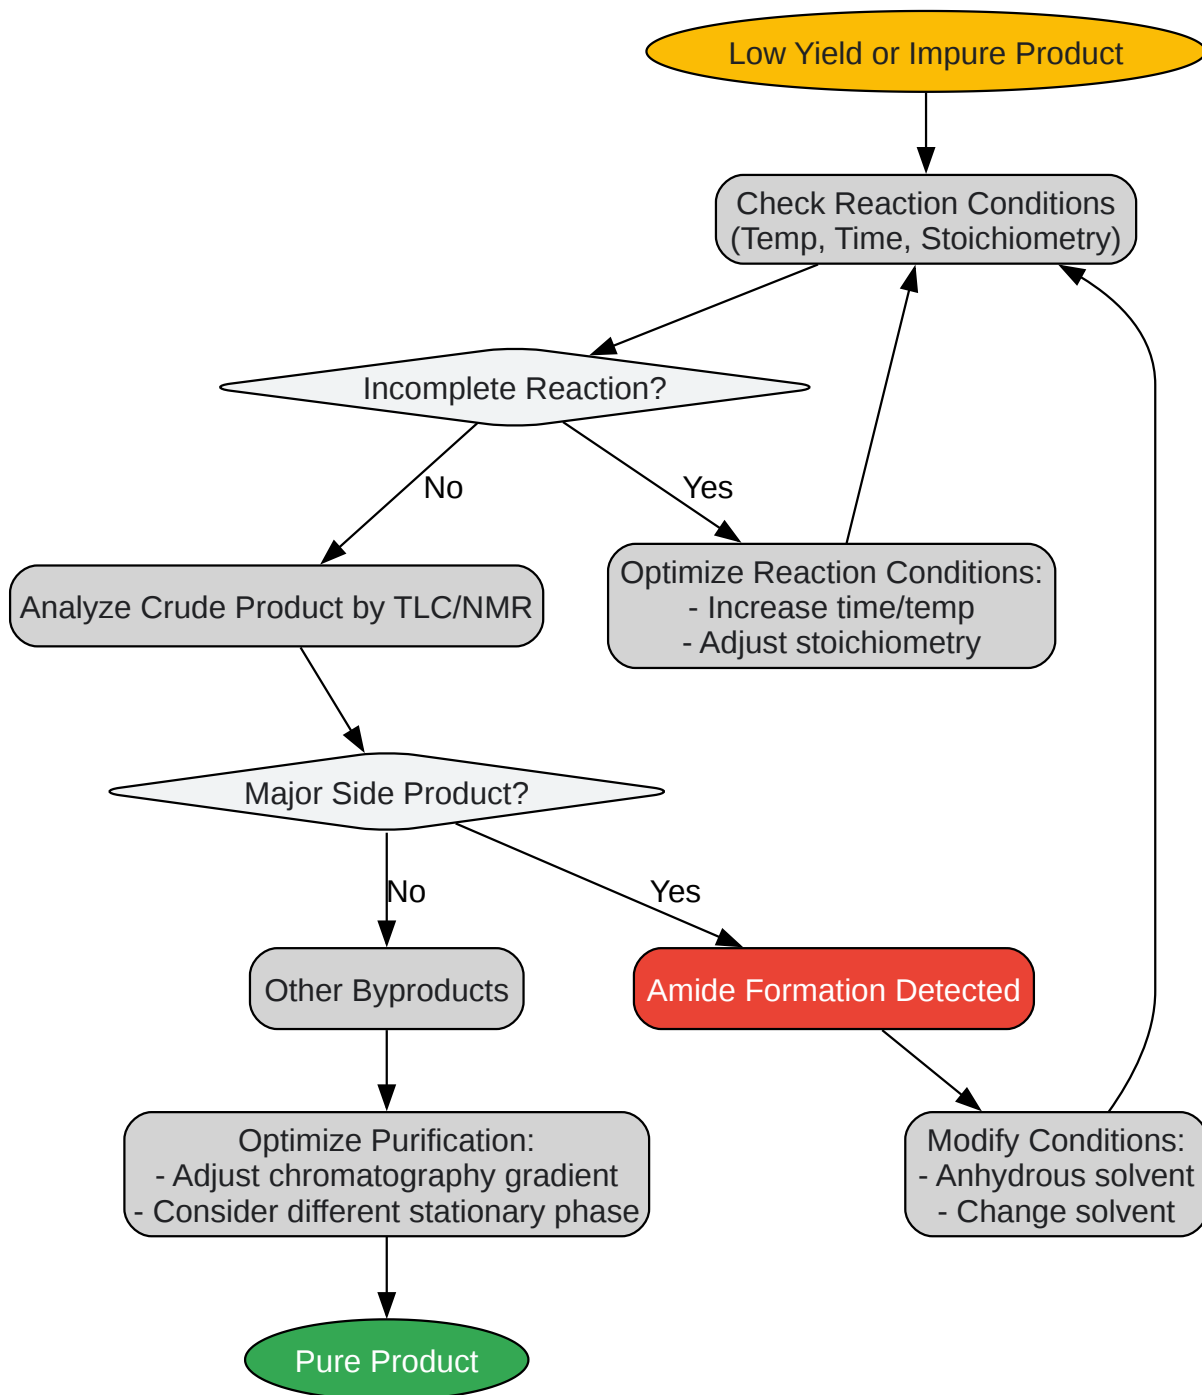 Low Yield or Impure Product
Check Reaction Conditions
(Temp, Time, Stoichiometry)
Incomplete Reaction?
No
Yes
Optimize Reaction Conditions:
- Increase time/temp
- Adjust stoichiometry
Analyze Crude Product by TLC/NMR
Major Side Product?
No
Yes
Other Byproducts
Amide Formation Detected
Optimize Purification:
- Adjust chromatography gradient
- Consider different stationary phase
Modify Conditions:
- Anhydrous solvent
- Change solvent
Pure Product